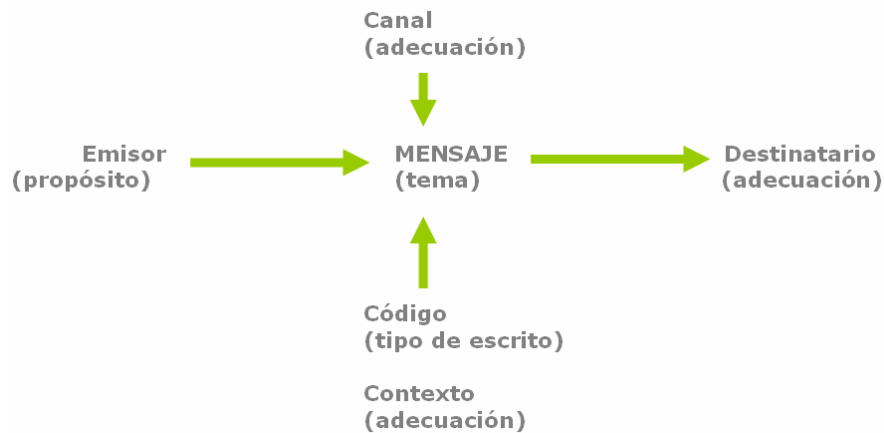 Canal
(adecuación)
Emisor
(propósito)
MENSAJE
(tema)
Destinatario
(adecuación)
Código
(tipo de escrito)
Contexto
(adecuación)